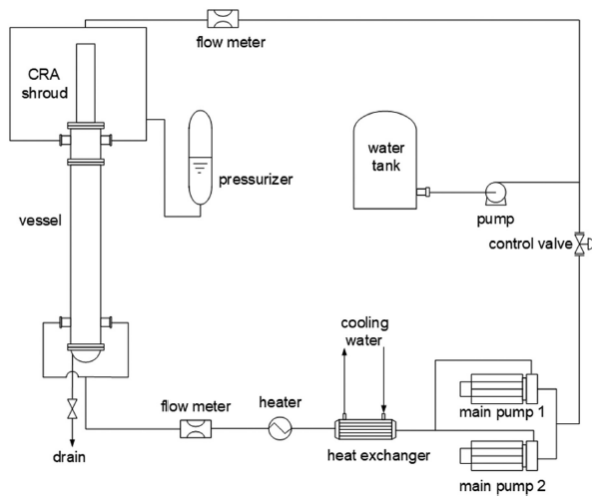 flow meter
CRA
shroud
water
tank
pressurizer
pump
vessel
control valve
cooling
water
main pump 1
flow meter
heater
heat exchanger
drain
main pump 2